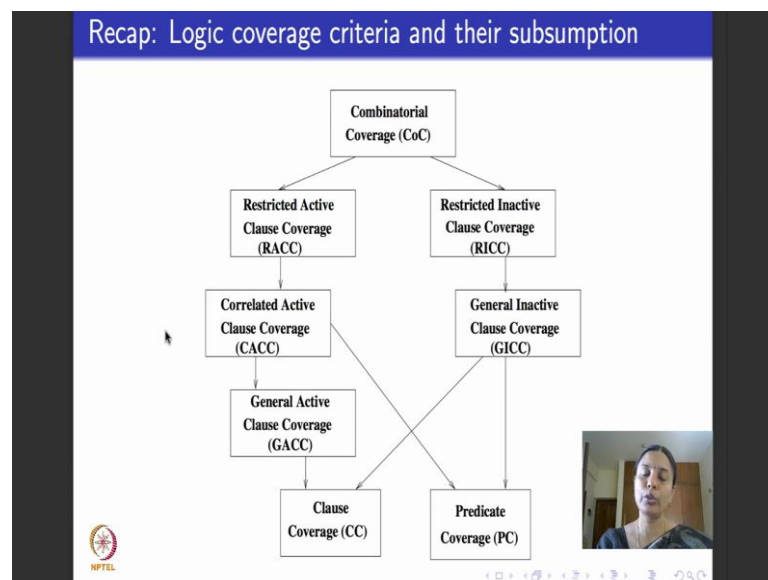 Recap: Logic coverage criteria and their subsumption
Combinatorial
Coverage (CoC)
Restricted Active
Clause Coverage
(RACC)
Restricted Inactive
Clause Coverage
(RICC)
Correlated Active
Clause Coverage
(CACC)
General Inactive
Clause Coverage
(GICC)
General Active
Clause Coverage
(GACC)
Clause
Coverage (CC)
Predicate
Coverage (PC)
NPTEL